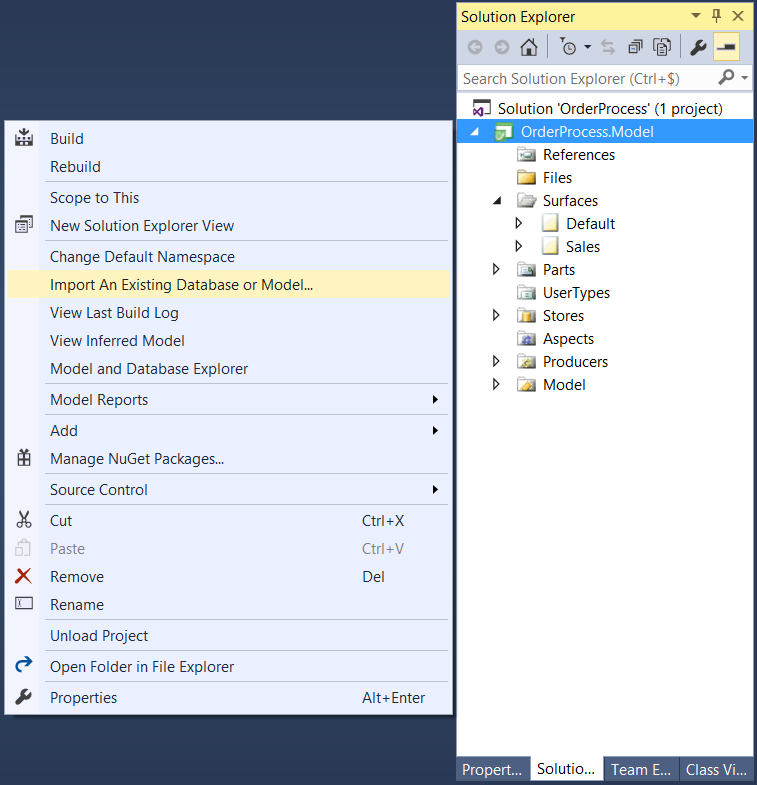 Solution Explorer
Search Solution Explorer (Ctrl+$)
Solution 'OrderProcess' (1 project)
OrderProcess.Model
References
Files
Surfaces
Default
Sales
Parts
UserTypes
Stores
Aspects
Producers
Model
Propert...
Solutio...
Team E...
Class Vi...
Build
Rebuild
Scope to This
New Solution Explorer View
Change Default Namespace
Import An Existing Database or Model...
View Last Build Log
View Inferred Model
Model and Database Explorer
Model Reports
Add
Manage NuGet Packages...
Source Control
Cut Ctrl+X
Paste Ctrl+V
Remove Del
Rename
Unload Project
Open Folder in File Explorer
Properties Alt+Enter